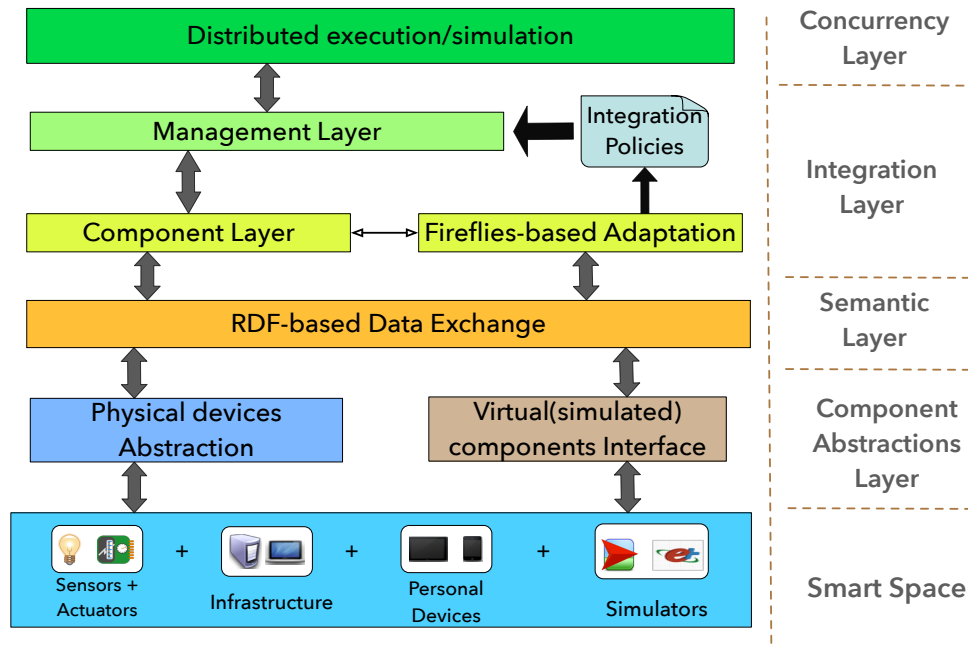 Distributed execution/simulation
Concurrency
Layer
Management Layer
Integration
Policies
Integration
Layer
Component Layer
Fireflies-based Adaptation
RDF-based Data Exchange
Semantic
Layer
Physical devices
Abstraction
Virtual(simulated)
components Interface
Component
Abstractions
Layer
+
+
+
Sensors +
Actuators
Infrastructure
Personal
Devices
Simulators
et
Smart Space